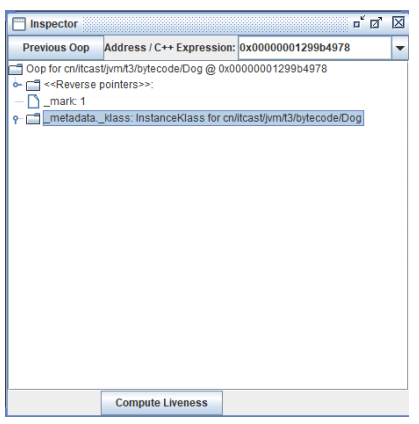 Inspector
Previous Oop Address / C++ Expression: 0x00000001299b4978
Oop for cn/itcast/jvm/t3/bytecode/Dog @ 0x00000001299b4978
<<Reverse pointers>>:
_mark: 1
_metadata._klass: InstanceKlass for cn/itcast/jvm/t3/bytecode/Dog
Compute Liveness